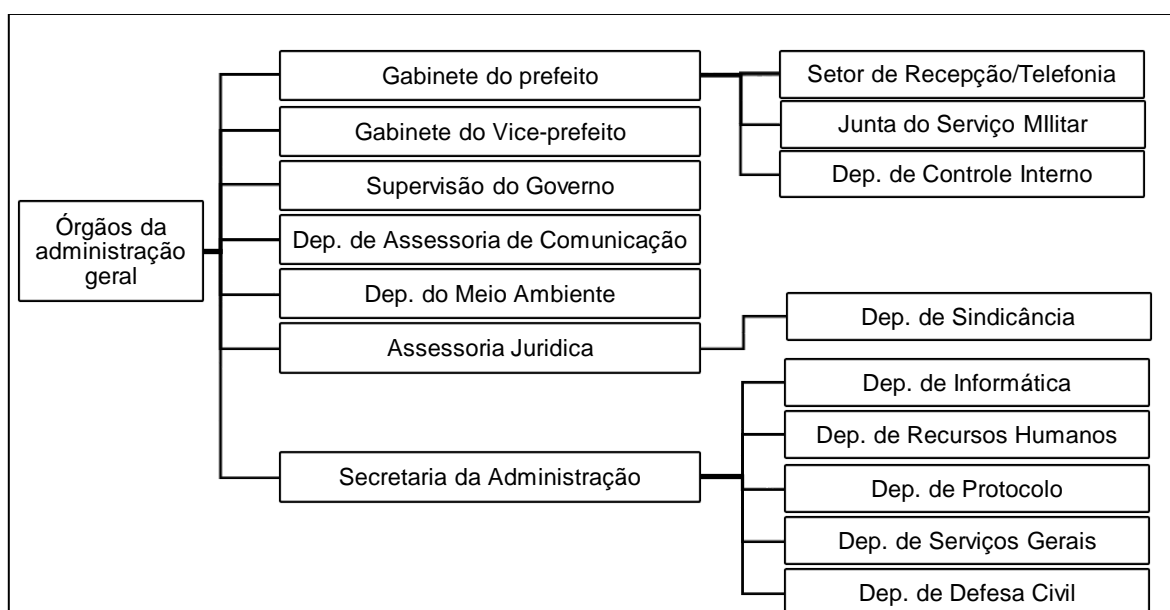 Gabinete do prefeito
Setor de Recepção/Telefonia
Gabinete do Vice-prefeito
Junta do Serviço MIlitar
Supervisão do Governo
Dep. de Controle Interno
Órgãos da
administração
geral
Dep. de Assessoria de Comunicação
Dep. do Meio Ambiente
Assessoria Juridica
Dep. de Sindicância
Secretaria da Administração
Dep. de Informática
Dep. de Recursos Humanos
Dep. de Protocolo
Dep. de Serviços Gerais
Dep. de Defesa Civil